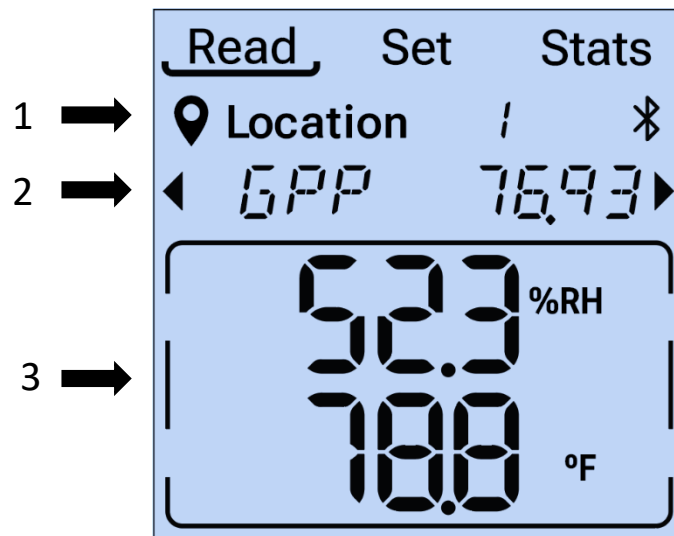 Read Set Stats
1 Location 1
2 GPP 76.93
52.3 %RH
3
78.8 ºF